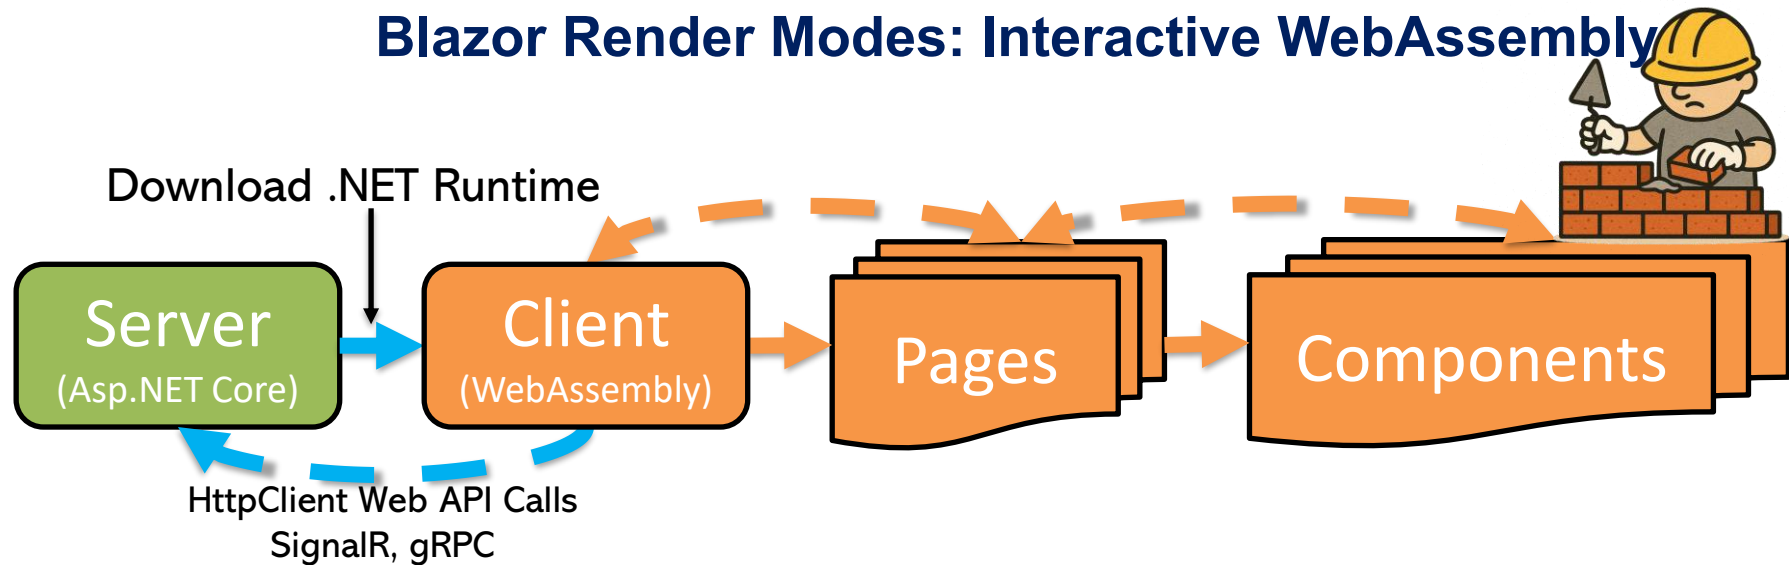 Blazor Render Modes: Interactive WebAssembly
Download .NET Runtime
Server
(Asp.NET Core)
Client
(WebAssembly)
Pages
Components
HttpClient Web API Calls
SignalR, gRPC